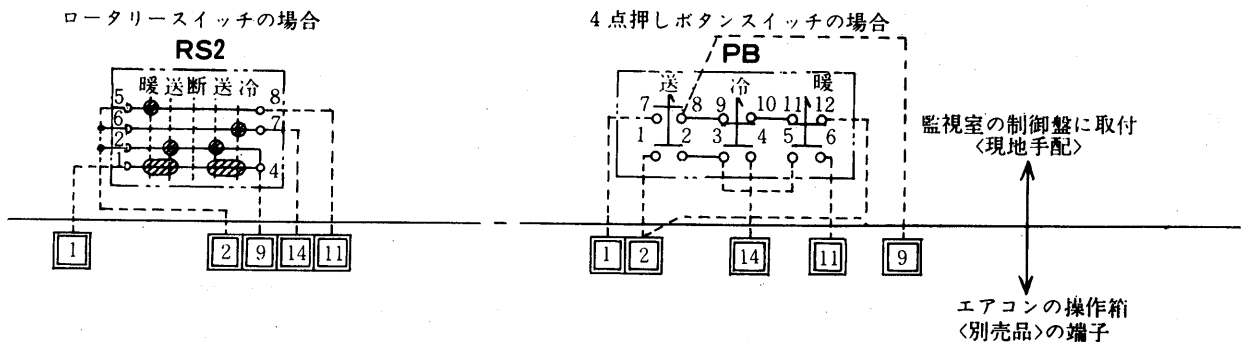 ロータリースイッチの場合
RS2
暖送断送冷
5 8
6 7
2
1 4
1 2 9 14 11
4点押しボタンスイッチの場合
PB
送 冷 暖
7 8 9 10 11 12
1 2 3 4 5 6
1 2 14 11 9
監視室の制御盤に取付
<現地手配>
エアコンの操作箱
<別売品>の端子